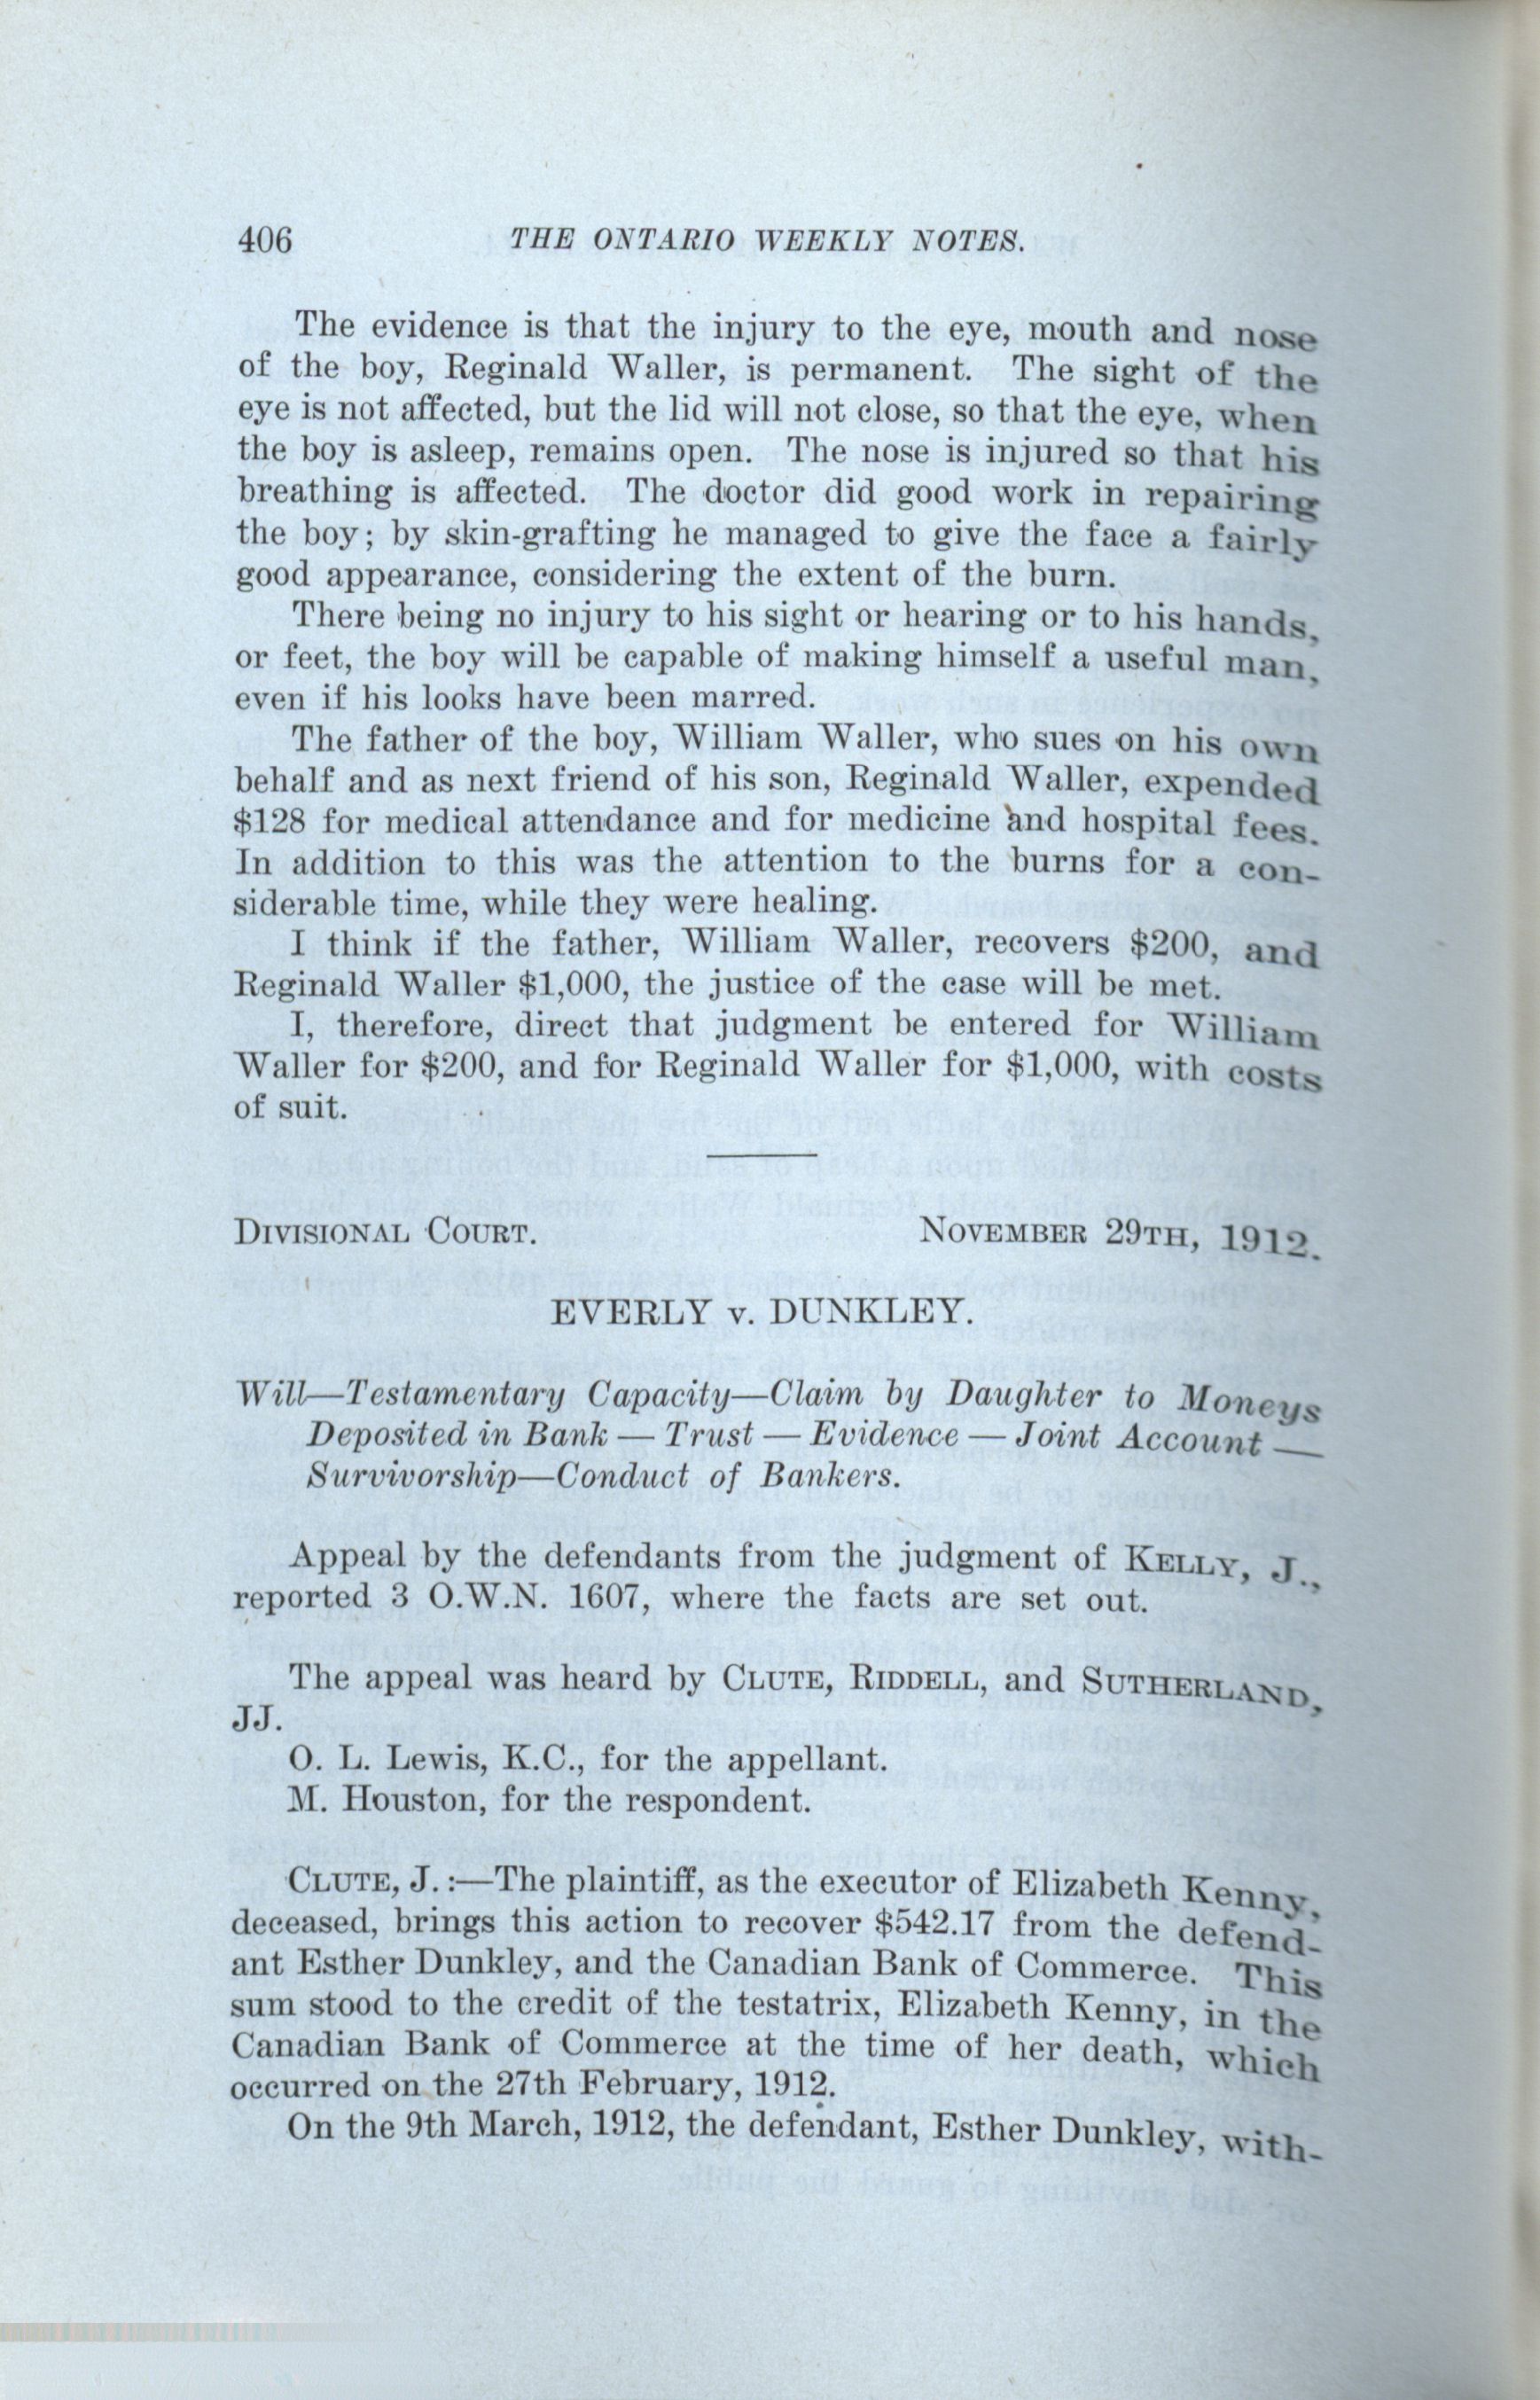 406 THE ONTARIO WEEKLY NOTES.
The evidence is that the injury to the eye, mouth and nose
of the boy, Reginald Waller, is permanent. The sight of the
eye is not affected, but the lid will not close, so that the eye, when
the boy is asleep, remains open. The nose is injured so that his
breathing is affected. The doctor did good work in repairing
the boy; by skin-grafting he managed to give the face a fairly
good appearance, considering the extent of the burn.
There being no injury to his sight or hearing or to his hands,
or feet, the boy will be capable of making himself a useful man,
even if his looks have been marred.
The father of the boy, William Waller, who sues on his own
behalf and as next friend of his son, Reginald Waller, expended
$128 for medical attendance and for medicine and hospital fees.
In addition to this was the attention to the burns for a con-
siderable time, while they were healing.
I think if the father, William Waller, recovers $200, and
Reginald Waller $1,000, the justice of the case will be met.
I, therefore, direct that judgment be entered for William
Waller for $200, and for Reginald Waller for $1,000, with costs
of suit.
DIVISIONAL COURT. NOVEMBER 29TH, 1912.
EVERLY v. DUNKLEY.
Will—Testamentary Capacity—Claim by Daughter to Moneys
Deposited in Bank — Trust — Evidence — Joint Account —
Survivorship—Conduct of Bankers.
Appeal by the defendants from the judgment of KELLY, J.,
reported 3 O.W.N. 1607, where the facts are set out.
The appeal was heard by CLUTE, RIDDELL, and SUTHERLAND,
JJ.
O. L. Lewis, K.C., for the appellant.
M. Houston, for the respondent.
CLUTE, J.:—The plaintiff, as the executor of Elizabeth Kenny,
deceased, brings this action to recover $542.17 from the defend-
ant Esther Dunkley, and the Canadian Bank of Commerce. This
sum stood to the credit of the testatrix, Elizabeth Kenny, in the
Canadian Bank of Commerce at the time of her death, which
occurred on the 27th February, 1912.
On the 9th March, 1912, the defendant, Esther Dunkley, with-